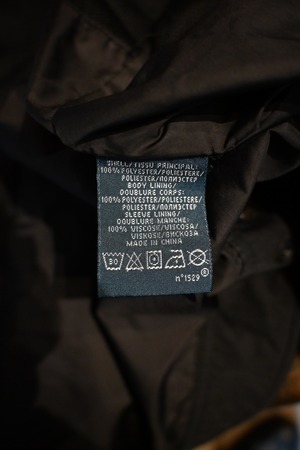 SHELL/TISSU PRINCIPAL:
100% POLYESTER/POLIESTERE/
POLIESTER/ПОЛИЭСТЕР
BODY LINING/
DOUBLURE CORPS:
100% POLYESTER/POLIESTERE/
POLIESTER/ПОЛИЭСТЕР
SLEEVE LINING/
DOUBLURE MANCHE:
100% VISCOSE/VISCOSA/
VISKOSE/ВИСКОЗА
MADE IN CHINA
30
n°1529